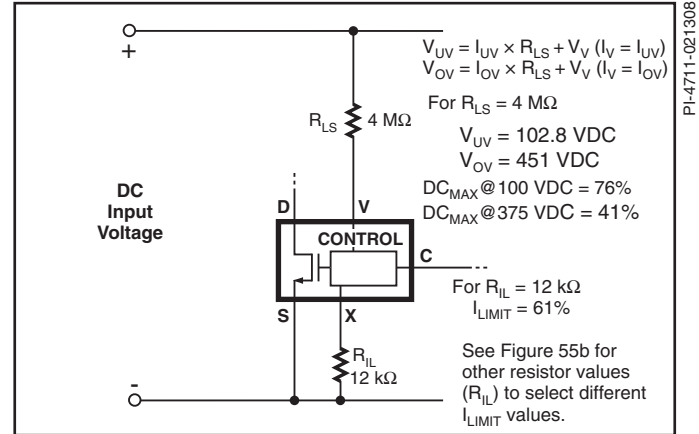 PI-4711-021308
+
V_UV = I_UV × R_LS + V_V (I_V = I_UV)
V_OV = I_OV × R_LS + V_V (I_V = I_OV)
For R_LS = 4 MΩ
V_UV = 102.8 VDC
V_OV = 451 VDC
DC_MAX@100 VDC = 76%
DC_MAX@375 VDC = 41%
R_LS
4 MΩ
DC
Input
Voltage
D
V
CONTROL
C
S
X
For R_IL = 12 kΩ
I_LIMIT = 61%
R_IL
12 kΩ
See Figure 55b for
other resistor values
(R_IL) to select different
I_LIMIT values.
-